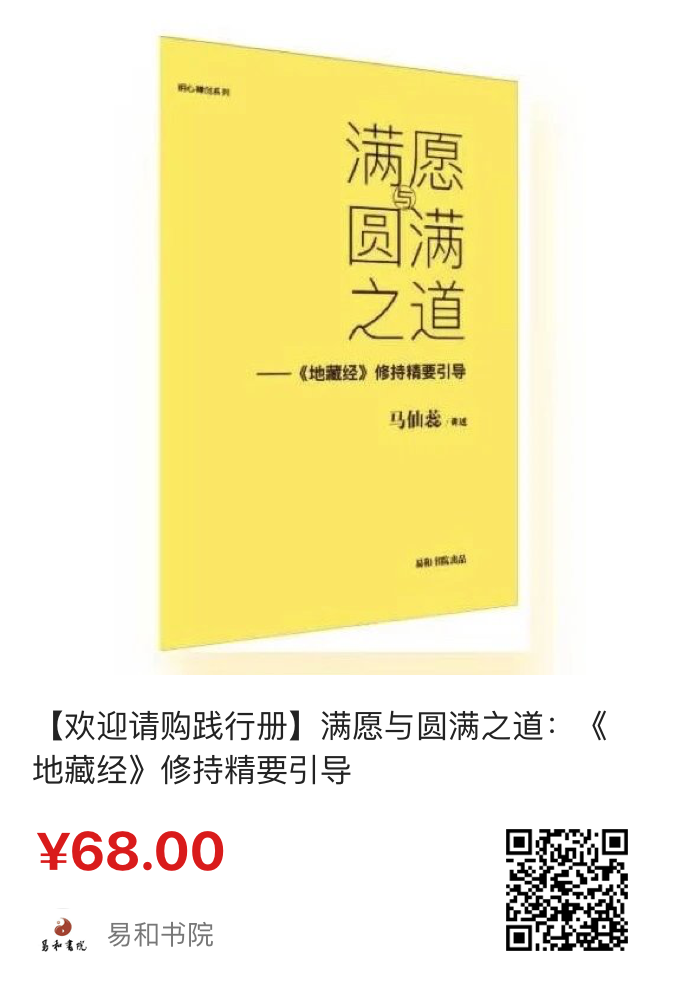 明心禅创系列
满愿
与
圆满
之道
——《地藏经》修持精要引导
马仙蕊 / 讲述
易和书院出品
【欢迎请购践行册】满愿与圆满之道：《
地藏经》修持精要引导
¥68.00
易和书院
易和书院